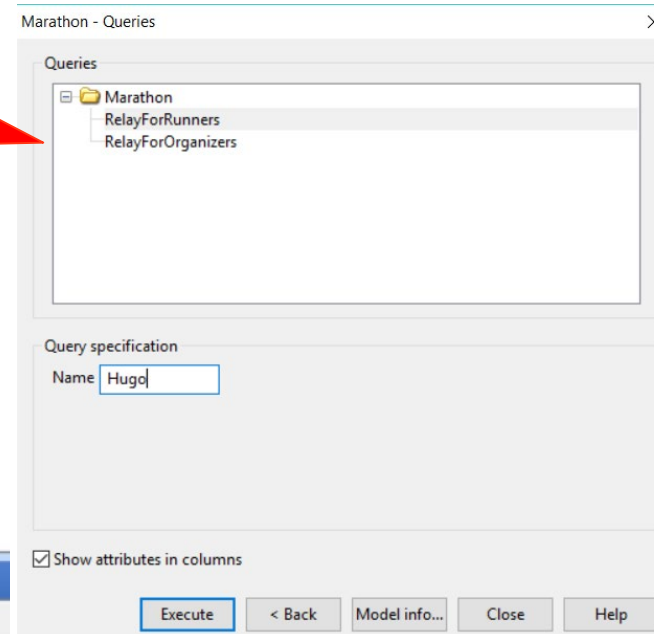 Marathon - Queries
Queries
Marathon
RelayForRunners
RelayForOrganizers
Query specification
Name Hugo
Show attributes in columns
Execute < Back Model info... Close Help